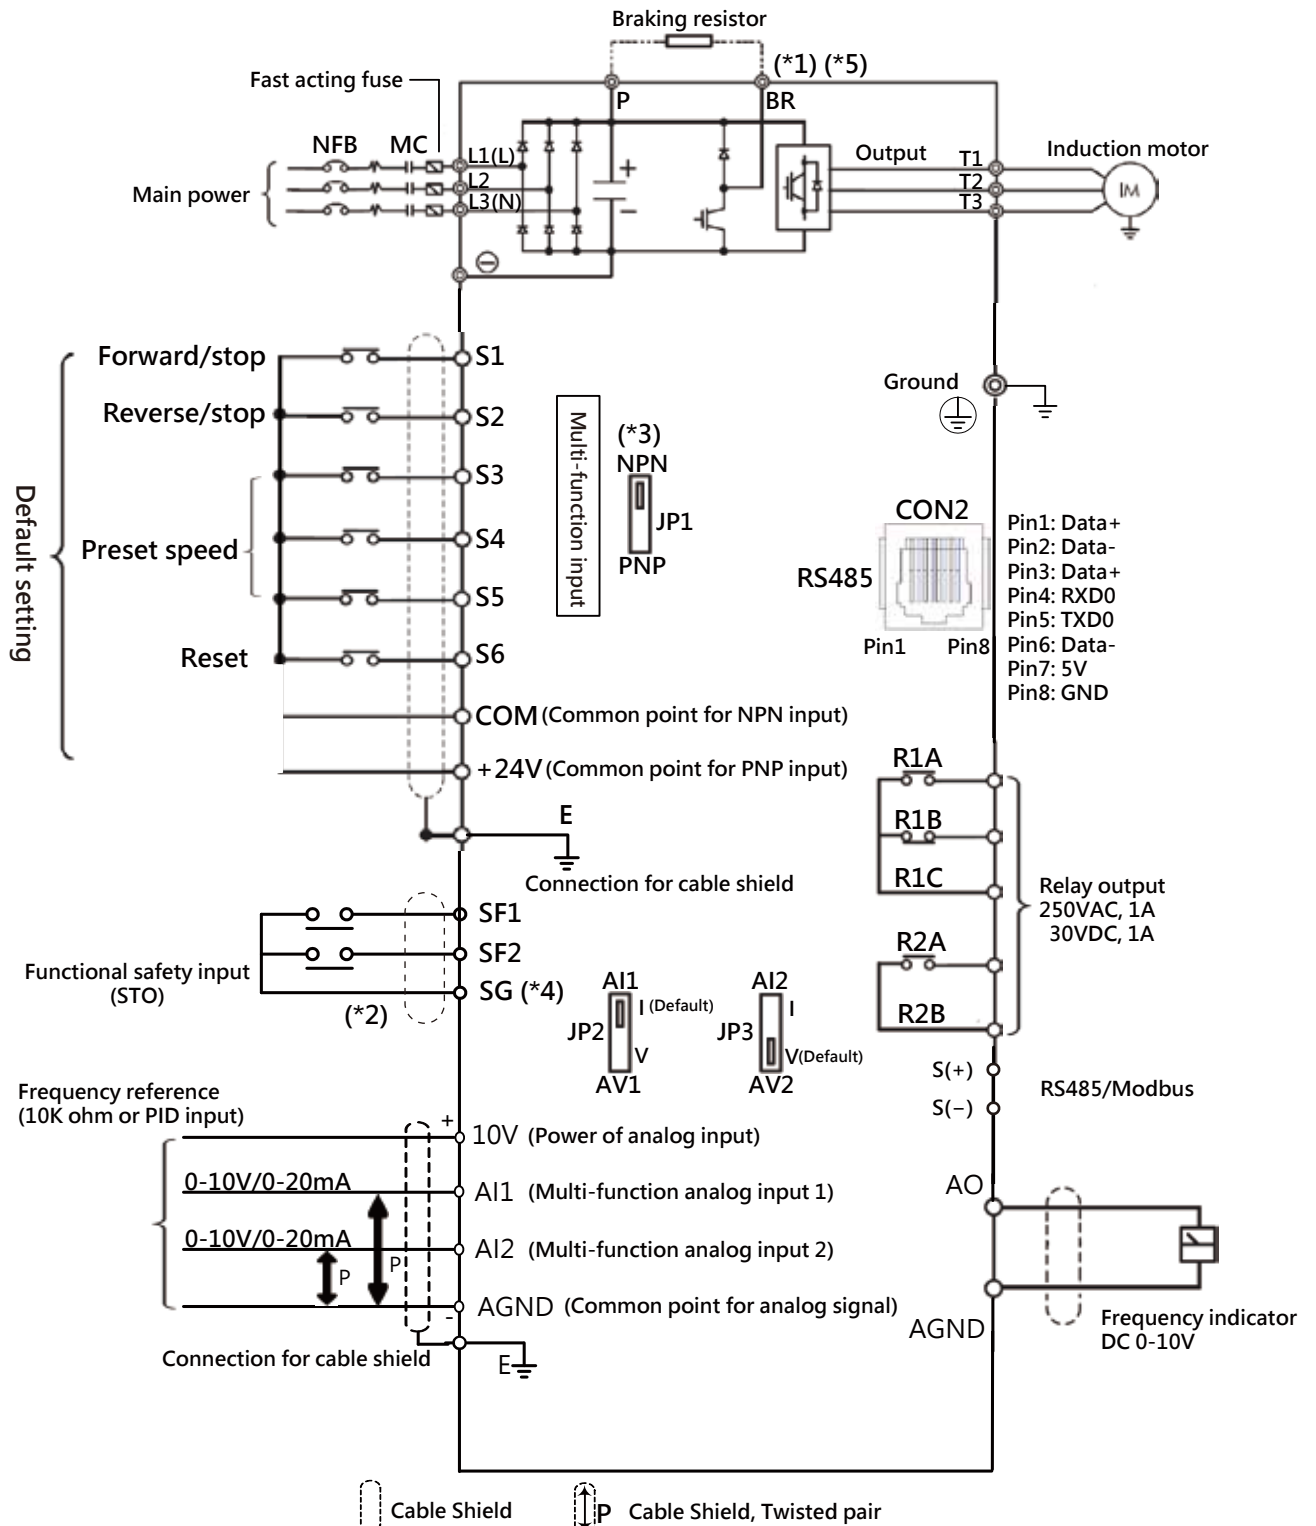 Braking resistor
(*1) (*5)
Fast acting fuse
P
BR
NFB
MC
L1(L)
L2
L3(N)
Main power
+
−
⊖
Output
T1
T2
T3
Induction motor
IM
Default setting
Forward/stop
Reverse/stop
Preset speed
Reset
S1
S2
S3
S4
S5
S6
COM (Common point for NPN input)
+24V (Common point for PNP input)
E
Connection for cable shield
Multi-function input
(*3)
NPN
JP1
PNP
Ground
CON2
RS485
Pin1
Pin8
Pin1: Data+
Pin2: Data-
Pin3: Data+
Pin4: RXD0
Pin5: TXD0
Pin6: Data-
Pin7: 5V
Pin8: GND
R1A
R1B
R1C
R2A
R2B
Relay output
250VAC, 1A
30VDC, 1A
Functional safety input
(STO)
(*2)
SF1
SF2
SG (*4)
AI1
I (Default)
JP2
V
AV1
AI2
I
JP3
V(Default)
AV2
S(+)
S(−)
RS485/Modbus
Frequency reference
(10K ohm or PID input)
+
10V (Power of analog input)
0-10V/0-20mA
AI1 (Multi-function analog input 1)
0-10V/0-20mA
AI2 (Multi-function analog input 2)
P
P
AGND (Common point for analog signal)
-
Connection for cable shield
E
AO
AGND
Frequency indicator
DC 0-10V
Cable Shield
P Cable Shield, Twisted pair